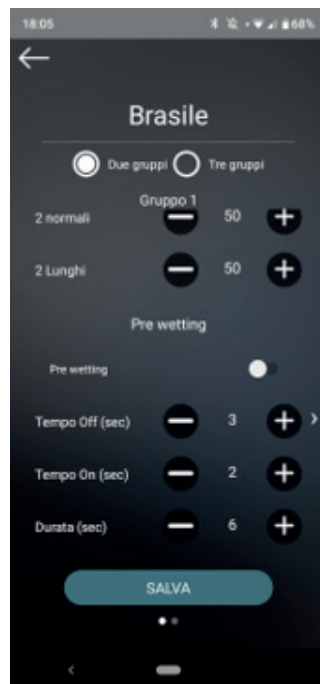 18:05 68%
Brasile
Due gruppi Tre gruppi
Gruppo 1
2 normali 50
2 Lunghi 50
Pre wetting
Pre wetting
Tempo Off (sec) 3
Tempo On (sec) 2
Durata (sec) 6
SALVA